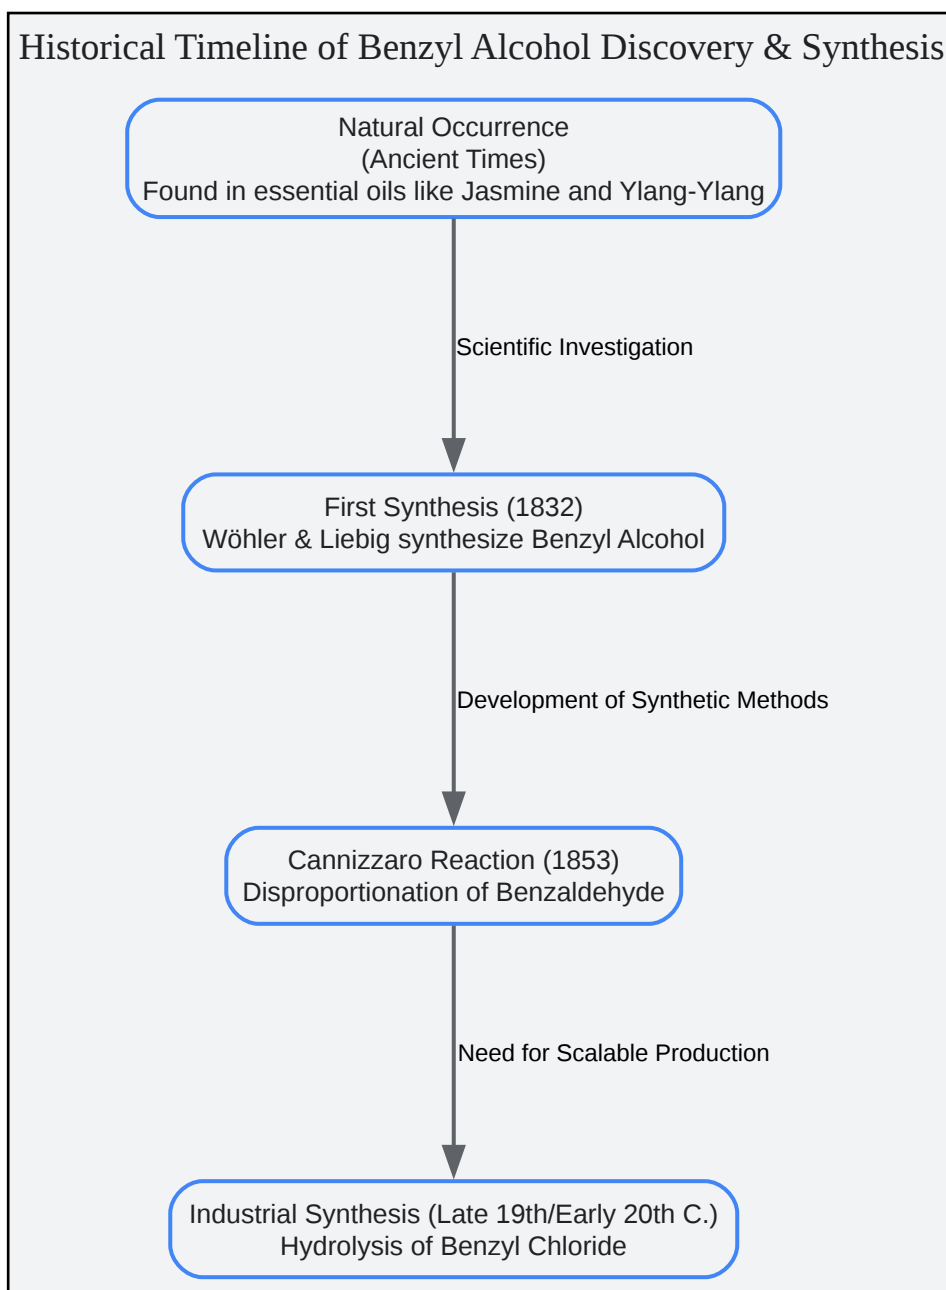 Historical Timeline of Benzyl Alcohol Discovery & Synthesis
Natural Occurrence
(Ancient Times)
Found in essential oils like Jasmine and Ylang-Ylang
Scientific Investigation
First Synthesis (1832)
Wöhler & Liebig synthesize Benzyl Alcohol
Development of Synthetic Methods
Cannizzaro Reaction (1853)
Disproportionation of Benzaldehyde
Need for Scalable Production
Industrial Synthesis (Late 19th/Early 20th C.)
Hydrolysis of Benzyl Chloride